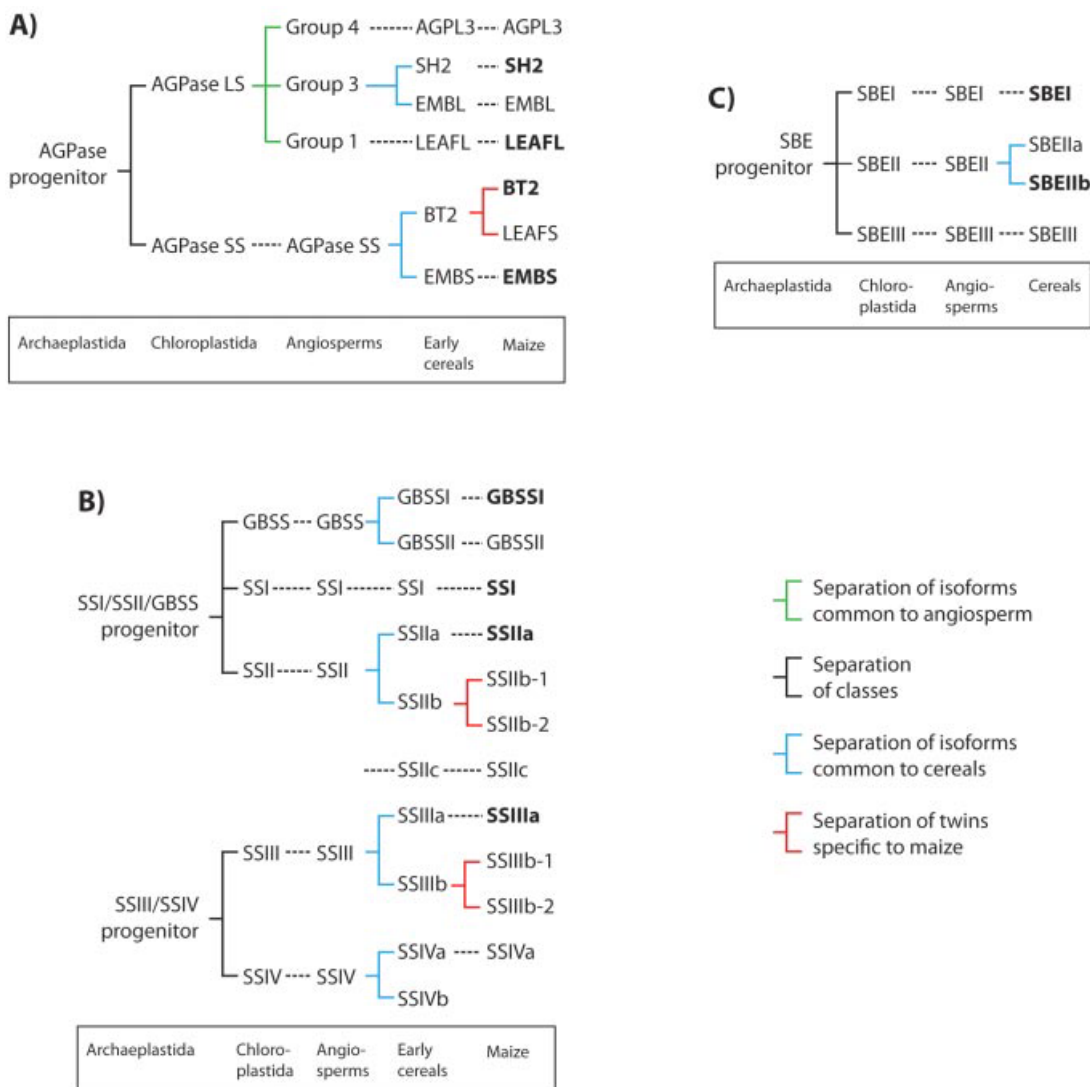 A)
Group 4 AGPL3 AGPL3
SH2 SH2
AGPase LS Group 3
EMBL EMBL
Group 1 LEAFL LEAFL
AGPase
progenitor
BT2
BT2
LEAFS
AGPase SS AGPase SS
EMBS EMBS
Archaeplastida Chloroplastida Angiosperms Early
cereals Maize
C)
SBEI SBEI SBEI
SBE
progenitor
SBEII SBEII
SBEIIa
SBEIIb
SBEIII SBEIII SBEIII
Archaeplastida Chloro-
plastida Angio-
sperms Cereals
B)
GBSSI GBSSI
GBSS GBSS
GBSSII GBSSII
SSI/SSII/GBSS
progenitor
SSI SSI SSI SSI
SSIIa SSIIa
SSII SSII
SSIIb-1
SSIIb
SSIIb-2
SSIIc SSIIc
SSIIIa SSIIIa
SSIII SSIII
SSIIIb-1
SSIIIb
SSIIIb-2
SSIII/SSIV
progenitor
SSIVa SSIVa
SSIV SSIV
SSIVb
Archaeplastida Chloro-
plastida Angio-
sperms Early
cereals Maize
Separation of isoforms
common to angiosperm
Separation
of classes
Separation of isoforms
common to cereals
Separation of twins
specific to maize